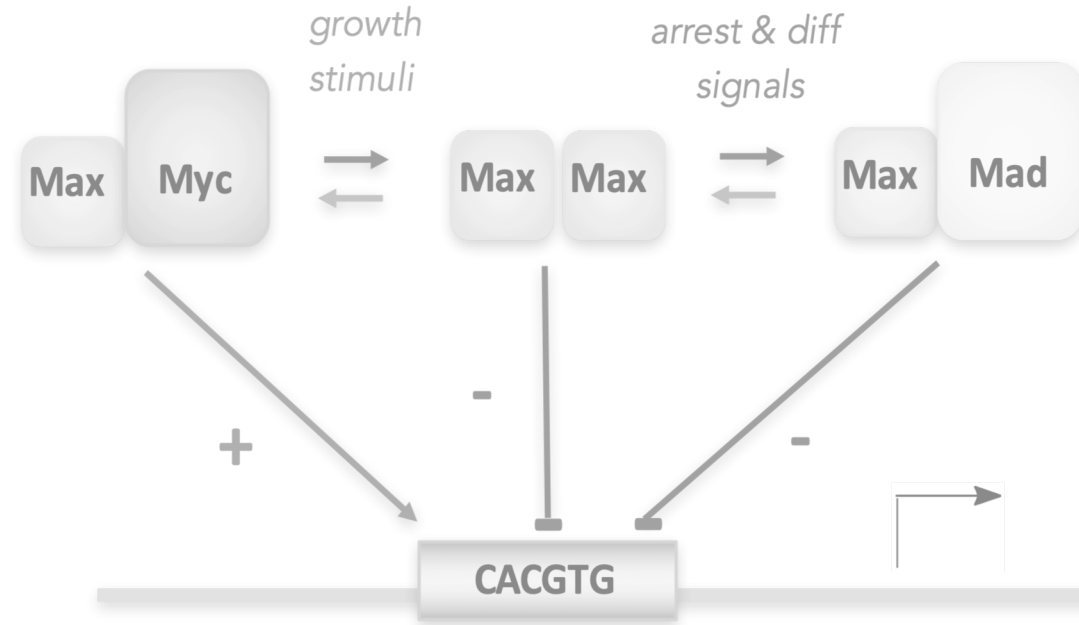 growth
stimuli
arrest & diff
signals
Max
Myc
Max
Max
Max
Mad
+
-
-
CACGTG